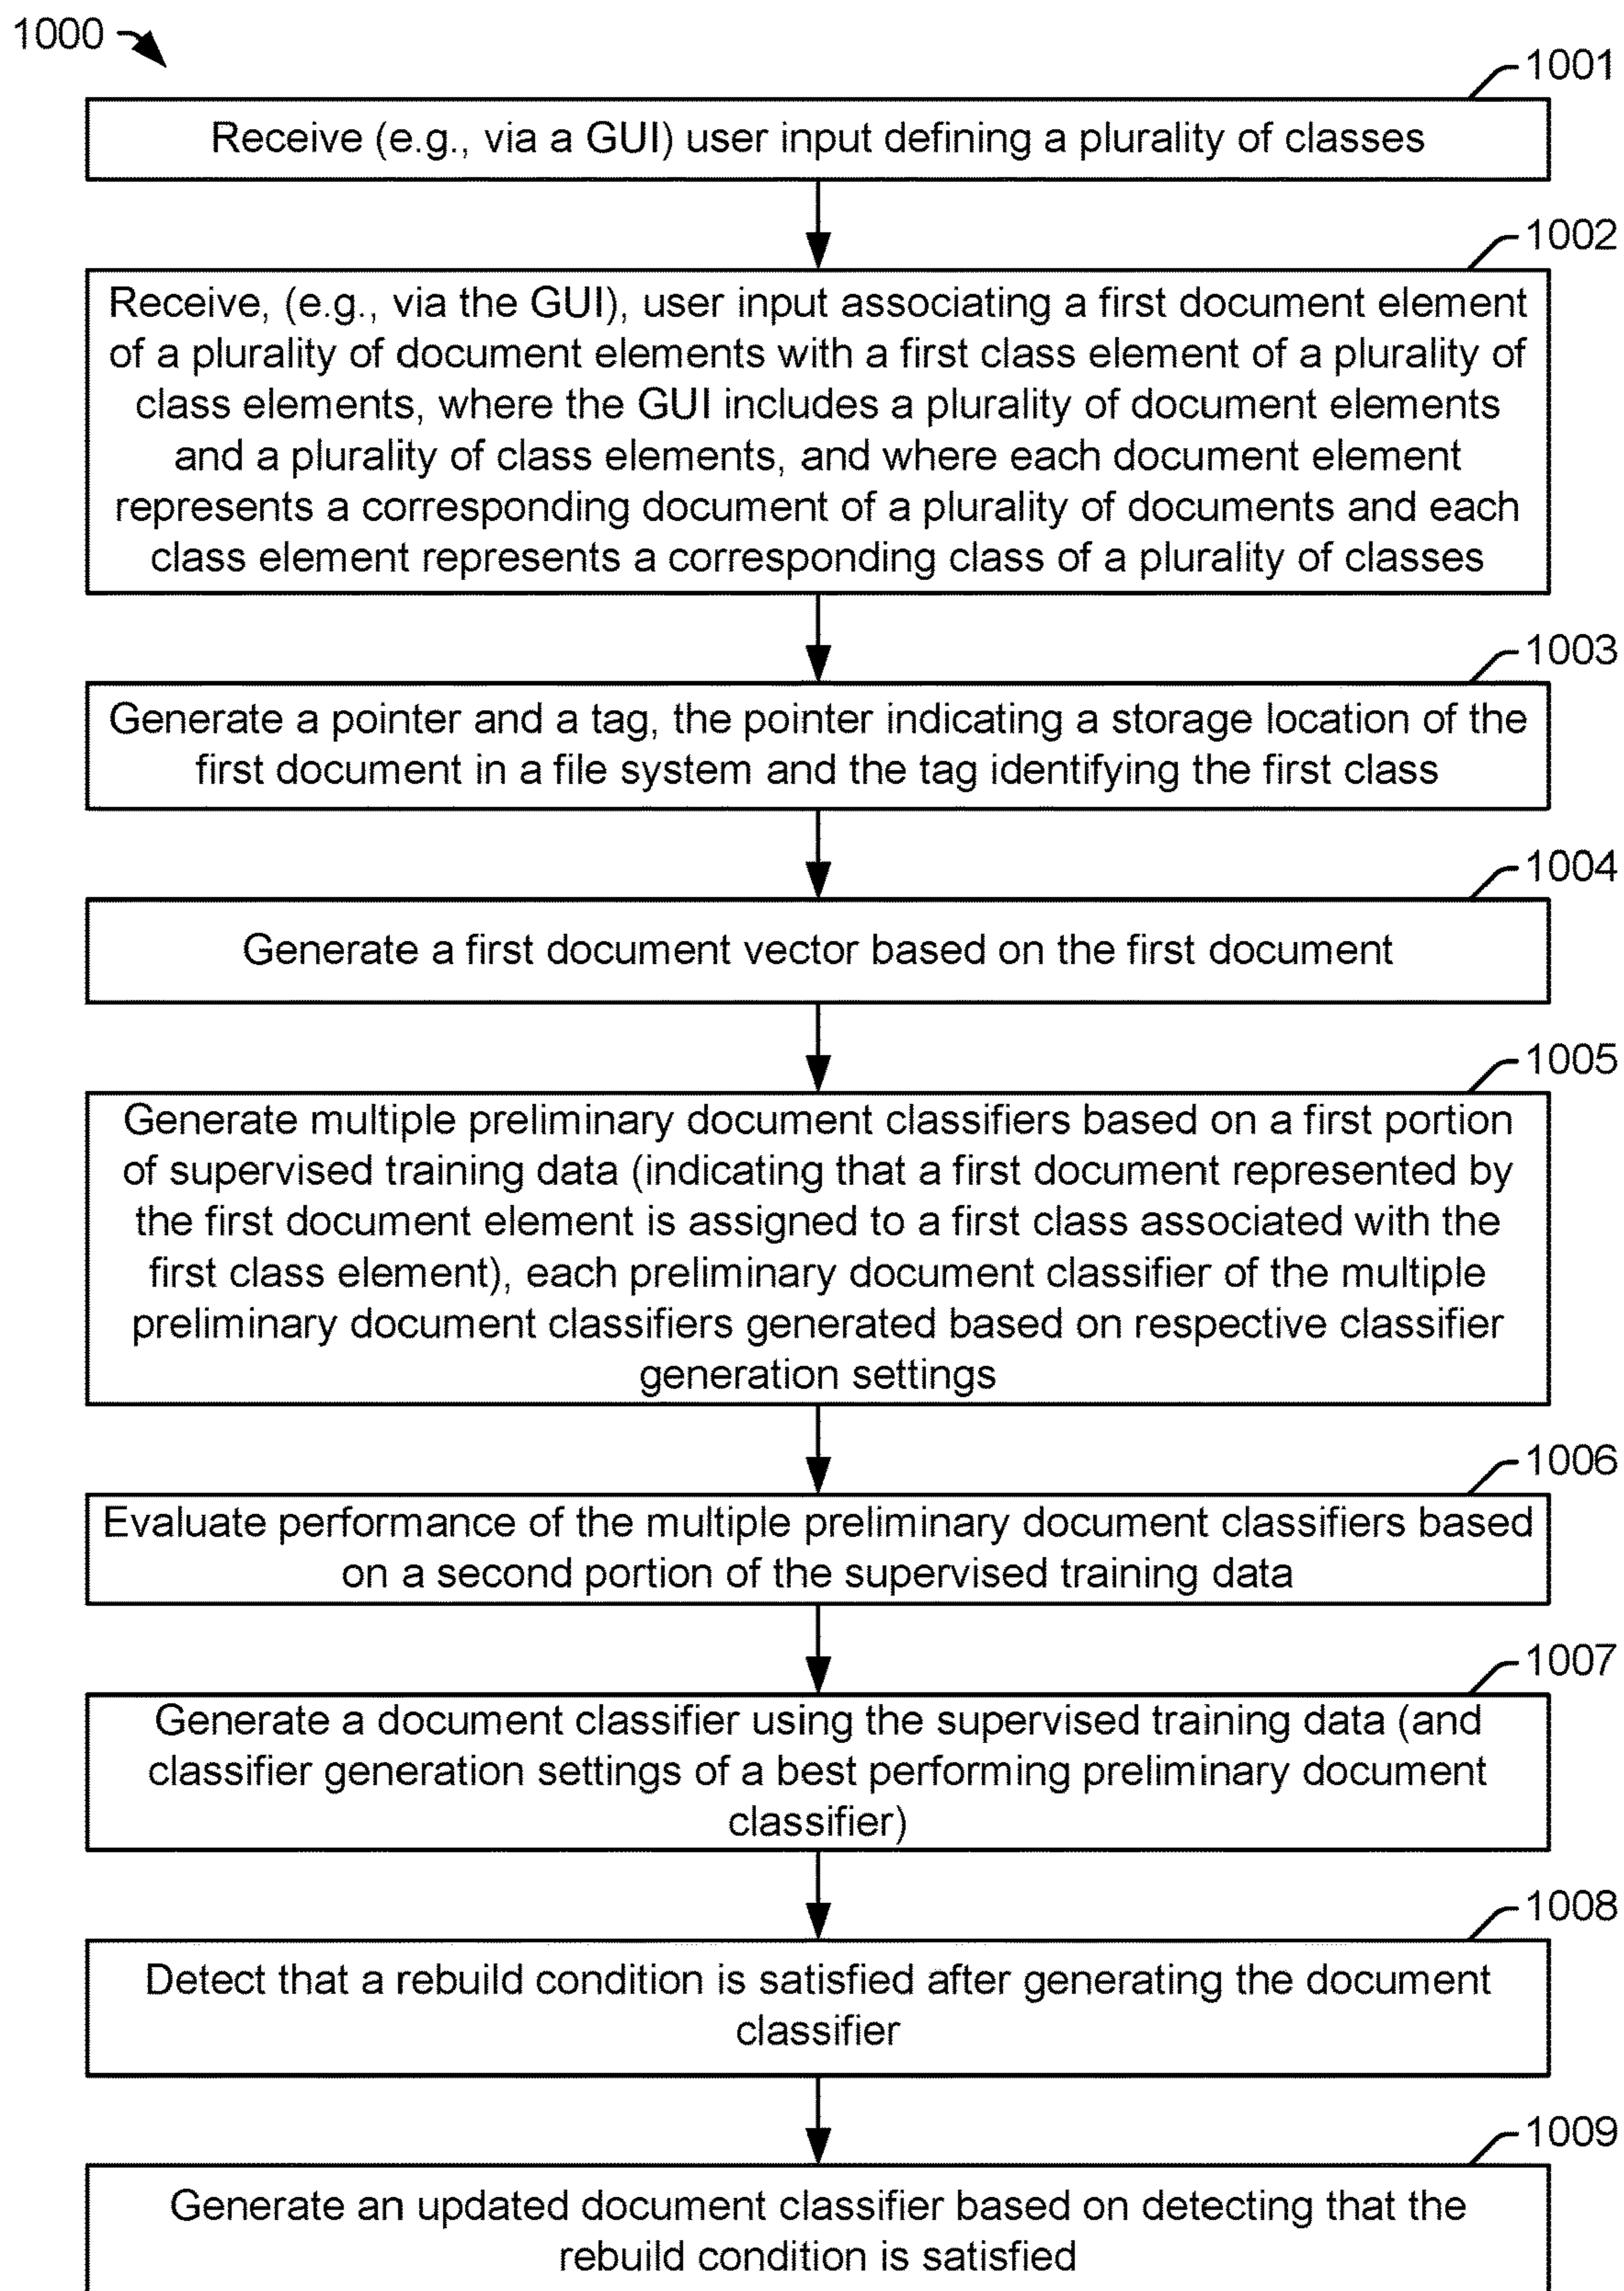 1000
1001
Receive (e.g., via a GUI) user input defining a plurality of classes
1002
Receive, (e.g., via the GUI), user input associating a first document element
of a plurality of document elements with a first class element of a plurality of
class elements, where the GUI includes a plurality of document elements
and a plurality of class elements, and where each document element
represents a corresponding document of a plurality of documents and each
class element represents a corresponding class of a plurality of classes
1003
Generate a pointer and a tag, the pointer indicating a storage location of the
first document in a file system and the tag identifying the first class
1004
Generate a first document vector based on the first document
1005
Generate multiple preliminary document classifiers based on a first portion
of supervised training data (indicating that a first document represented by
the first document element is assigned to a first class associated with the
first class element), each preliminary document classifier of the multiple
preliminary document classifiers generated based on respective classifier
generation settings
1006
Evaluate performance of the multiple preliminary document classifiers based
on a second portion of the supervised training data
1007
Generate a document classifier using the supervised training data (and
classifier generation settings of a best performing preliminary document
classifier)
1008
Detect that a rebuild condition is satisfied after generating the document
classifier
1009
Generate an updated document classifier based on detecting that the
rebuild condition is satisfied